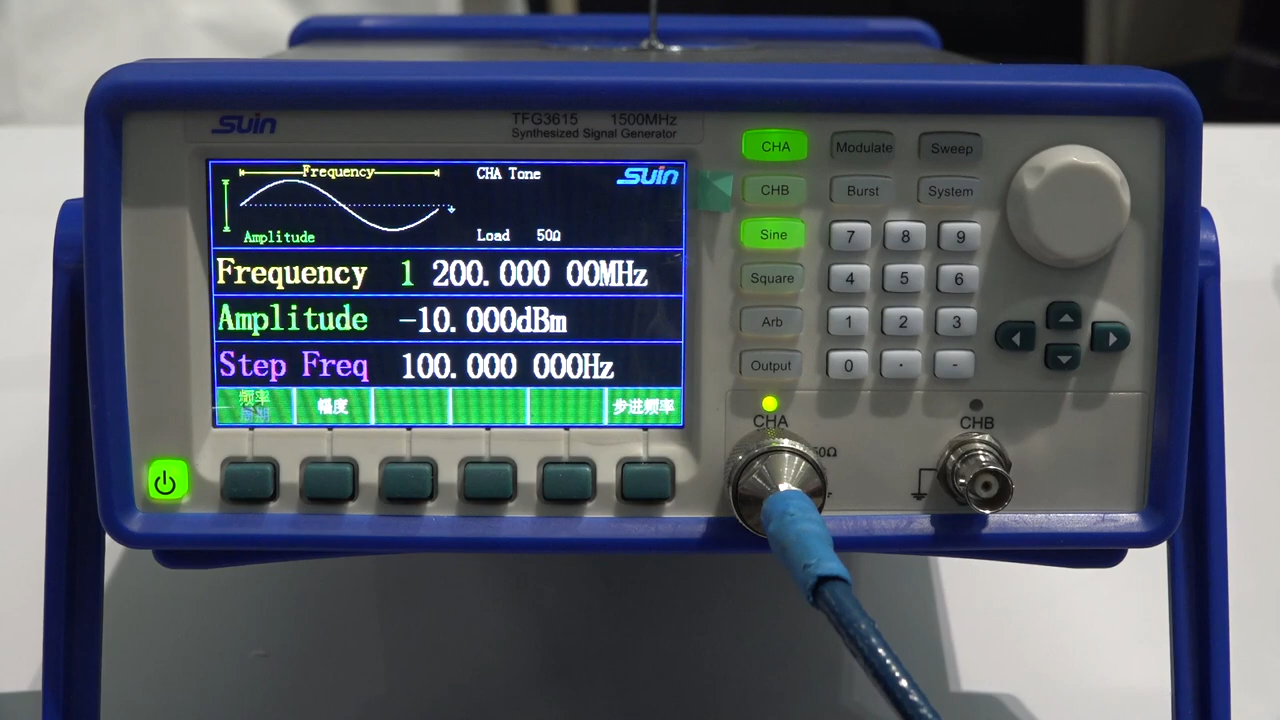 Suin
TFG3615 1500MHz
Synthesized Signal Generator
Frequency
CHA Tone
Suin
Amplitude
Load 50Ω
Frequency 1 200.000 00MHz
Amplitude -10.000dBm
Step Freq 100.000 000Hz
频率
幅度
步进频率
CHA
Modulate
Sweep
CHB
Burst
System
Sine
7
8
9
Square
4
5
6
Arb
1
2
3
Output
0
.
-
CHA
CHB
50Ω